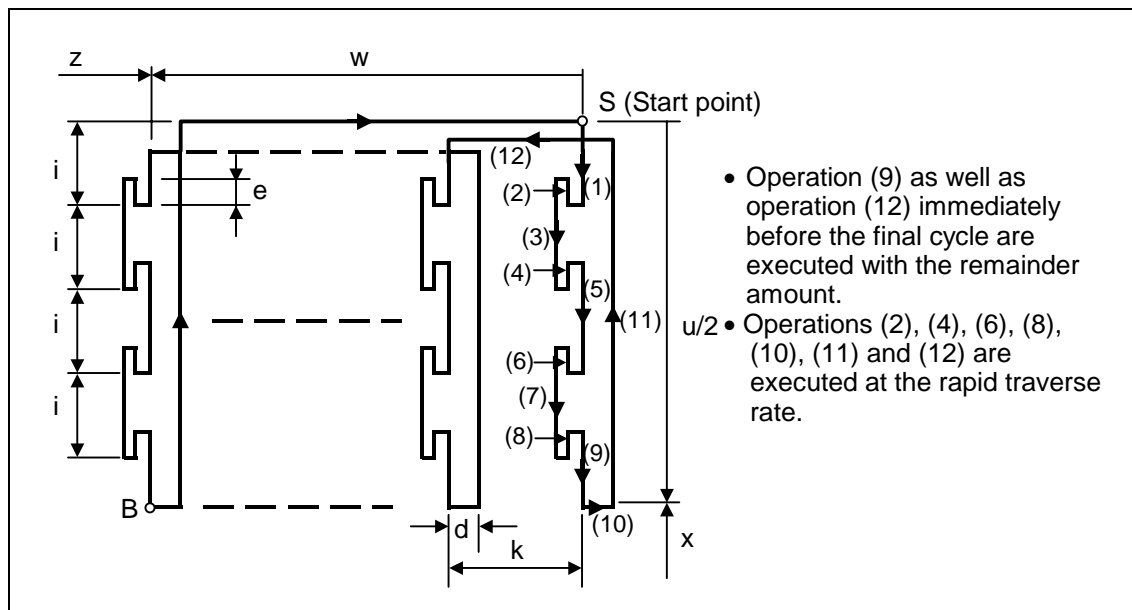 z
w
S (Start point)
i
(12)
e
(2)
(1)
• Operation (9) as well as
operation (12) immediately
before the final cycle are
executed with the remainder
amount.
i
(3)
(4)
(5)
i
(11)
u/2
• Operations (2), (4), (6), (8),
(10), (11) and (12) are
executed at the rapid traverse
rate.
(6)
i
(7)
(8)
(9)
B
d
(10)
k
x